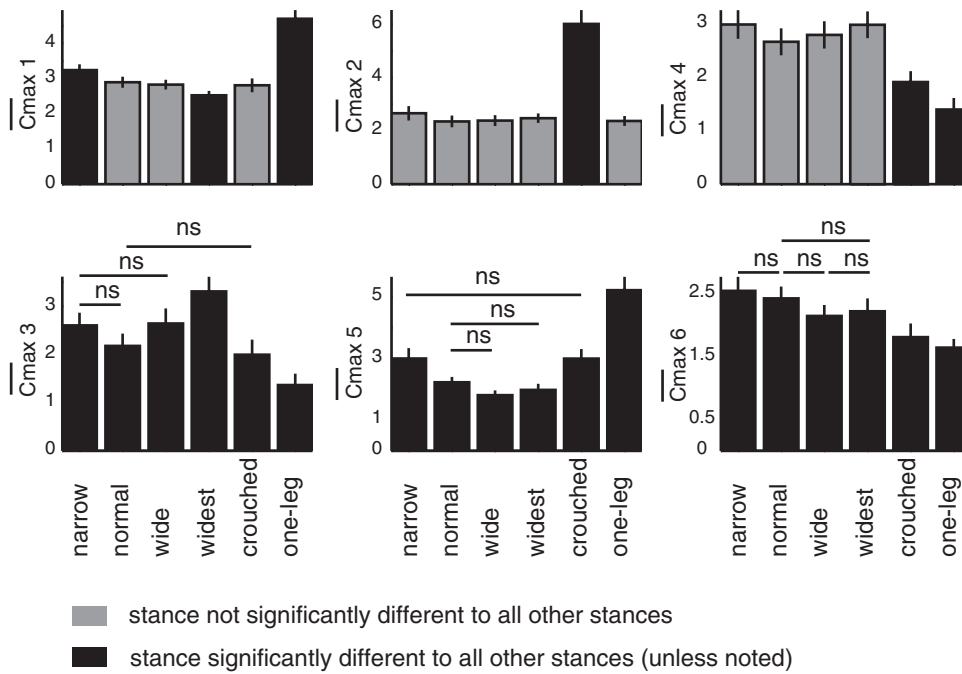 Cmax 1
4
3
2
1
0
Cmax 2
6
4
2
0
Cmax 4
3
2
1
0
Cmax 3
3
2
1
0
ns
ns
ns
narrow
normal
wide
widest
crouched
one-leg
Cmax 5
5
3
1
0
ns
ns
ns
narrow
normal
wide
widest
crouched
one-leg
Cmax 6
2.5
1.5
0.5
0
ns
ns ns ns
narrow
normal
wide
widest
crouched
one-leg
stance not significantly different to all other stances
stance significantly different to all other stances (unless noted)